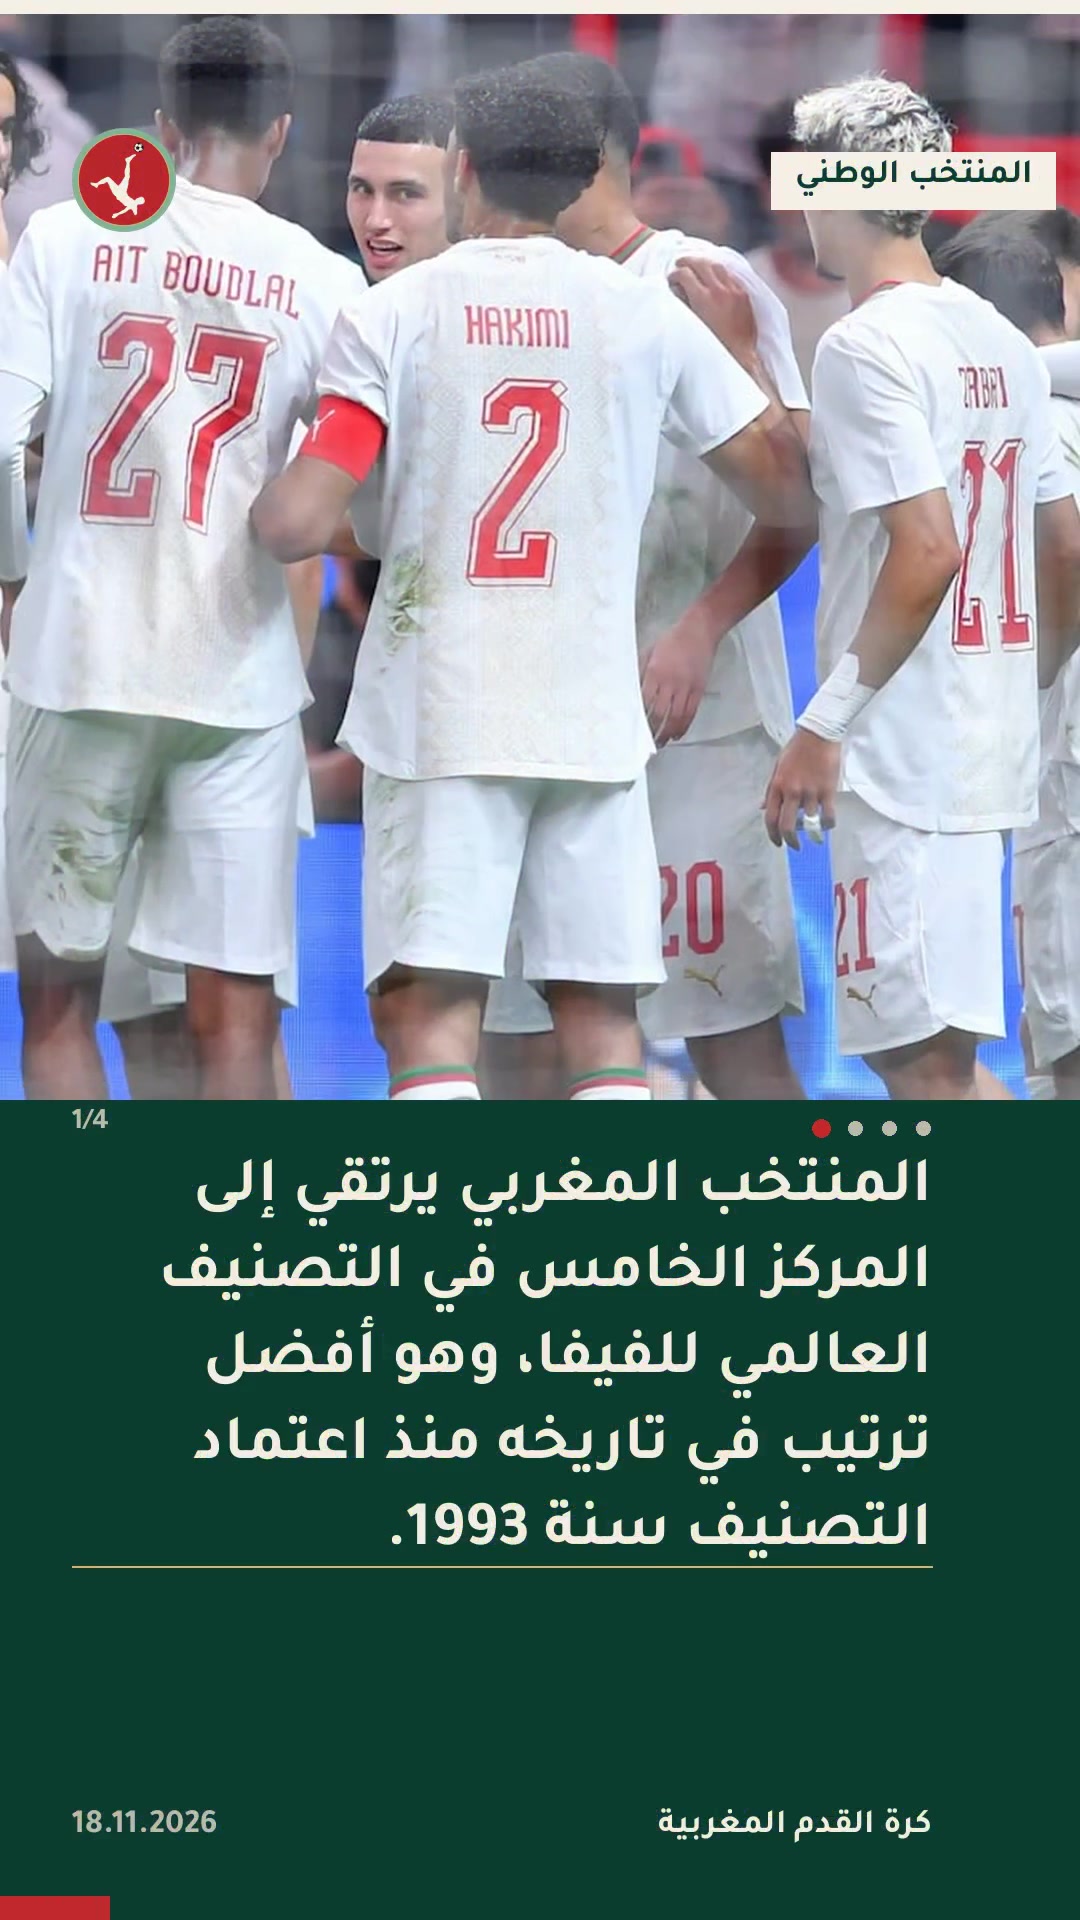 المنتخب الوطني
AIT BOUDLAL
27
HAKIMI
2
21
20
21
1/4
المنتخب المغربي يرتقي إلى
المركز الخامس في التصنيف
العالمي للفيفا، وهو أفضل
ترتيب في تاريخه منذ اعتماد
التصنيف سنة 1993.
كرة القدم المغربية
18.11.2026